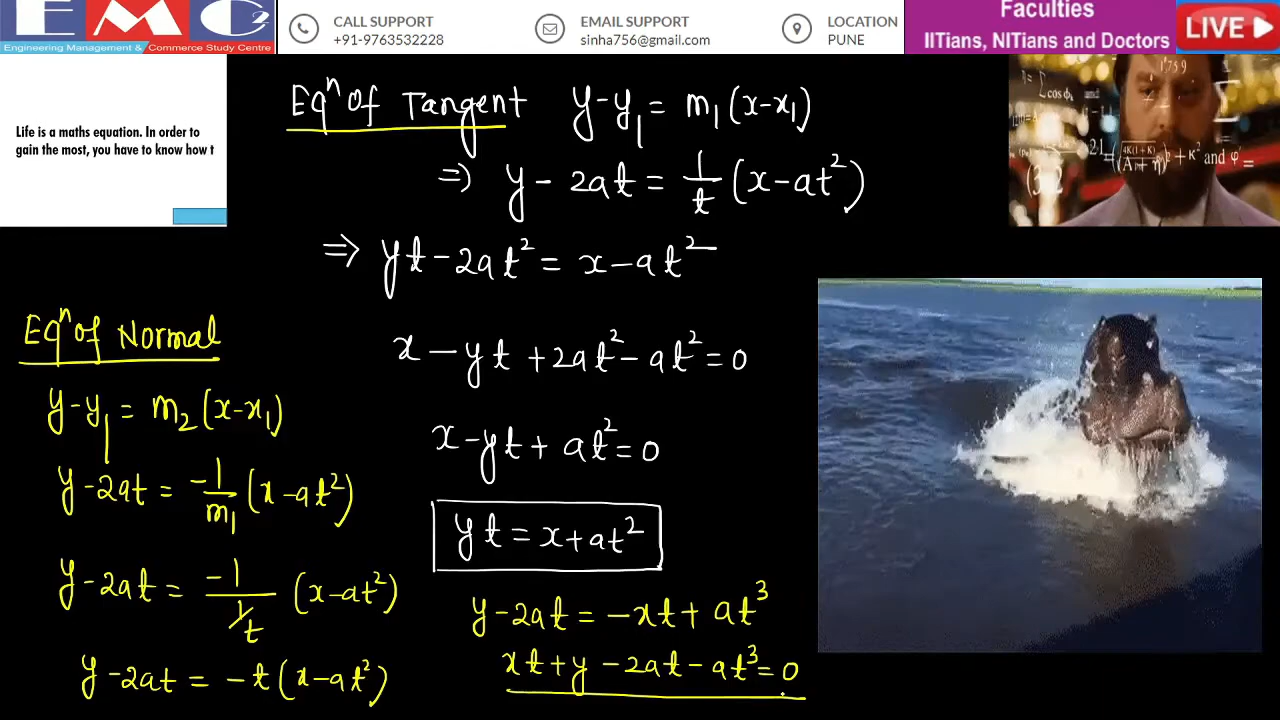 EMC
Engineering Management & Commerce Study Centre
CALL SUPPORT
+91-9763532228
EMAIL SUPPORT
sinha756@gmail.com
LOCATION
PUNE
Faculties
IITians, NITians and Doctors
LIVE
Life is a maths equation. In order to
gain the most, you have to know how t
Eqⁿ Of Tangent y-y₁ = m₁(x-x₁)
⇒ y - 2at = 1/t (x-at²)
⇒ yt - 2at² = x - at²
x - yt + 2at² - at² = 0
x - yt + at² = 0
yt = x + at²
Eqⁿ of Normal
y-y₁ = m₂(x-x₁)
y-2at = -1/m₁ (x-at²)
y-2at = -1/(1/t) (x-at²)
y-2at = -t(x-at²)
y-2at = -xt + at³
xt + y - 2at - at³ = 0